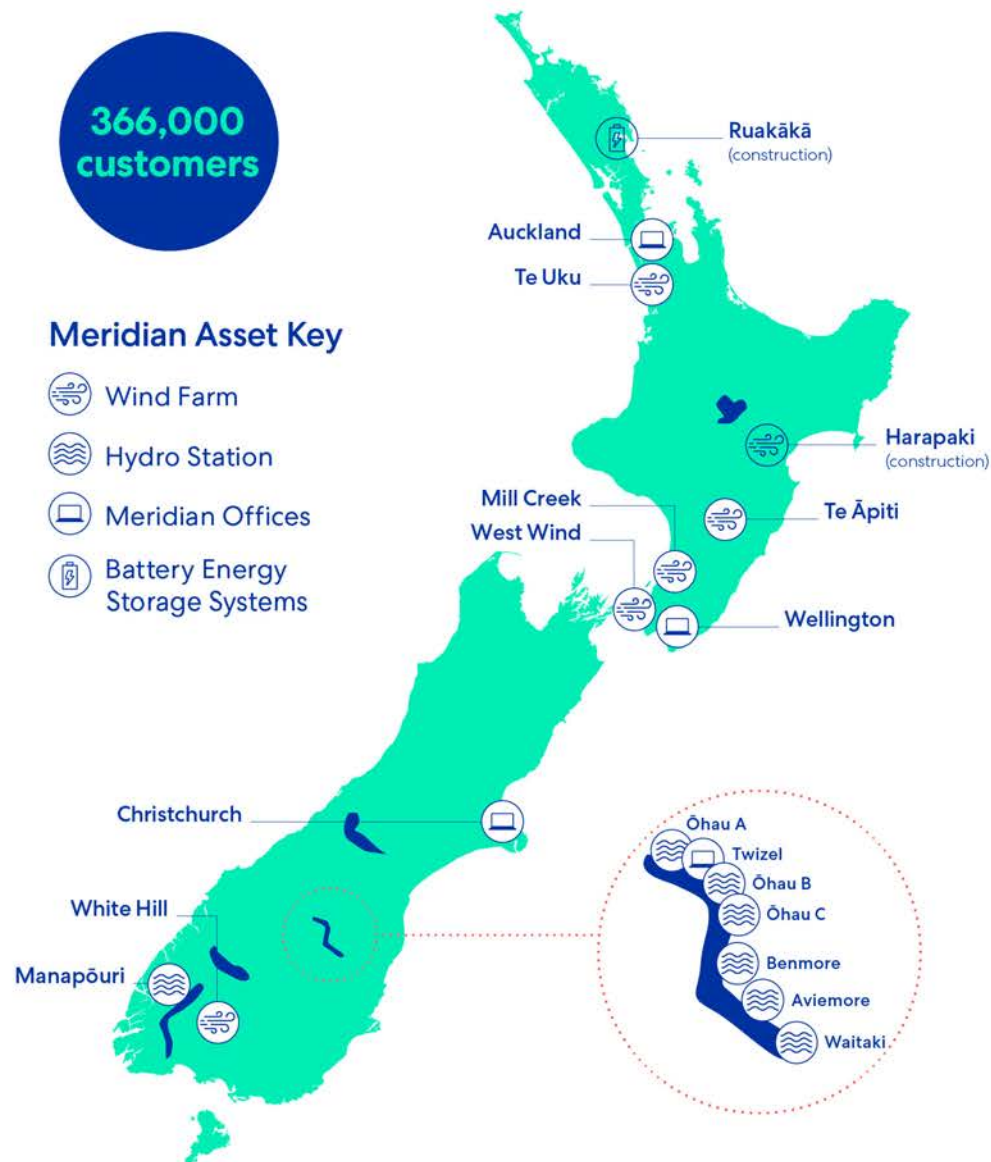 366,000
customers
Ruakākā
(construction)
Auckland
Te Uku
Meridian Asset Key
Wind Farm
Hydro Station
Meridian Offices
Battery Energy
Storage Systems
Harapaki
(construction)
Mill Creek
Te Āpiti
West Wind
Wellington
Christchurch
White Hill
Manapōuri
Ōhau A
Twizel
Ōhau B
Ōhau C
Benmore
Aviemore
Waitaki